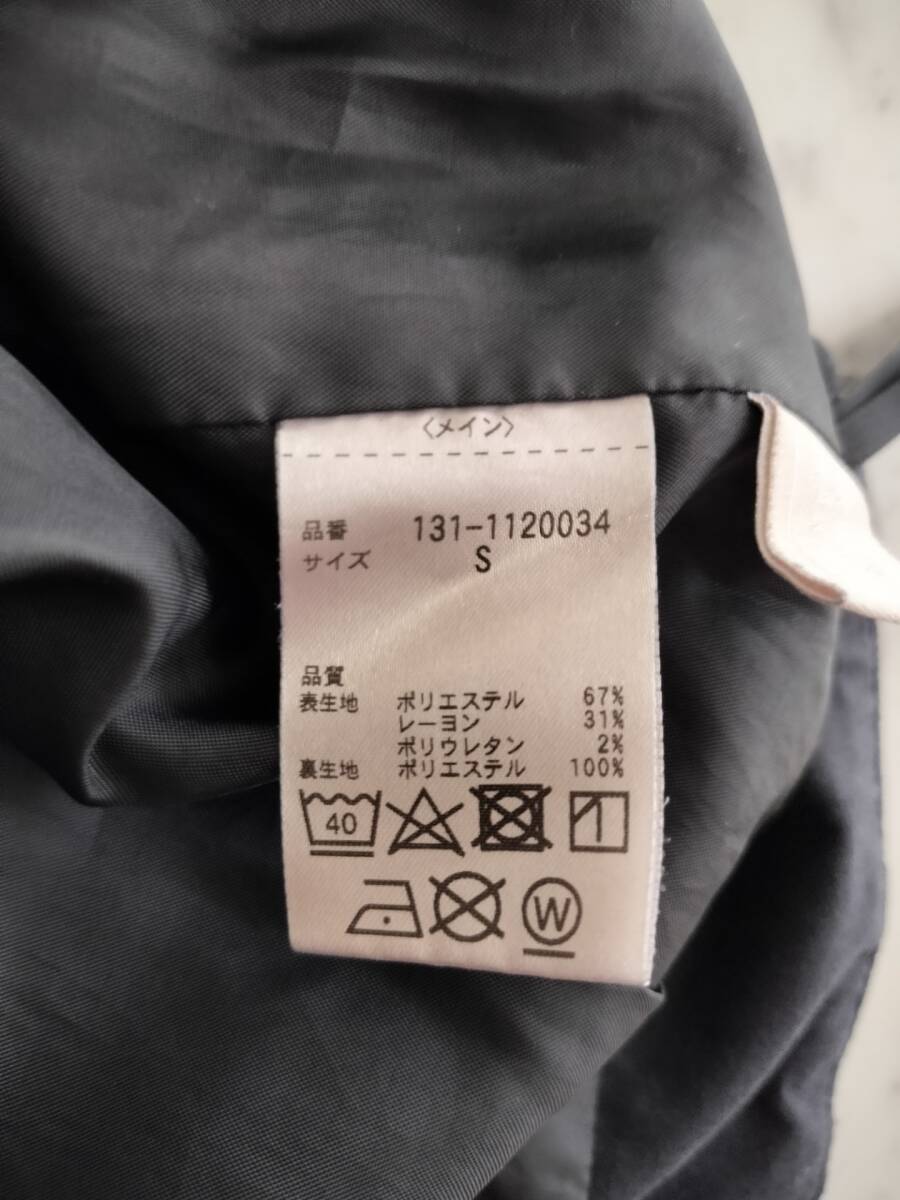 〈メイン〉
品番 131-1120034
サイズ S
品質
表生地 ポリエステル 67%
レーヨン 31%
ポリウレタン 2%
裏生地 ポリエステル 100%
40
W